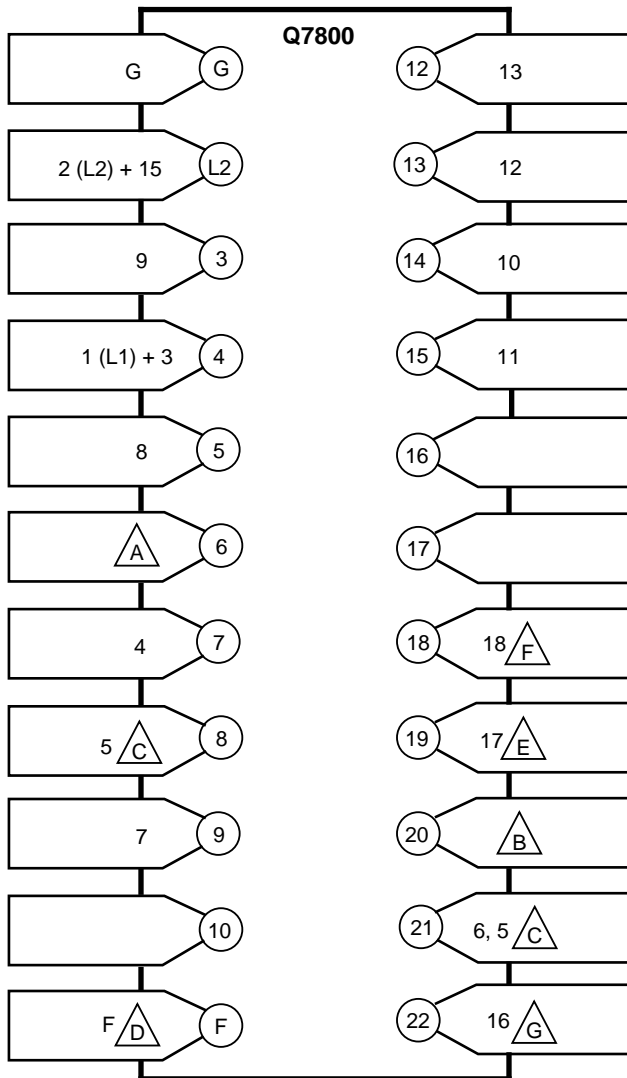 Q7800
G G
2 (L2) + 15 L2
9 3
1 (L1) + 3 4
8 5
A 6
4 7
5 C 8
7 9
10
F D F
12 13
13 12
14 10
15 11
16
17
18 18 F
19 17 E
20 B
21 6, 5 C
22 16 G